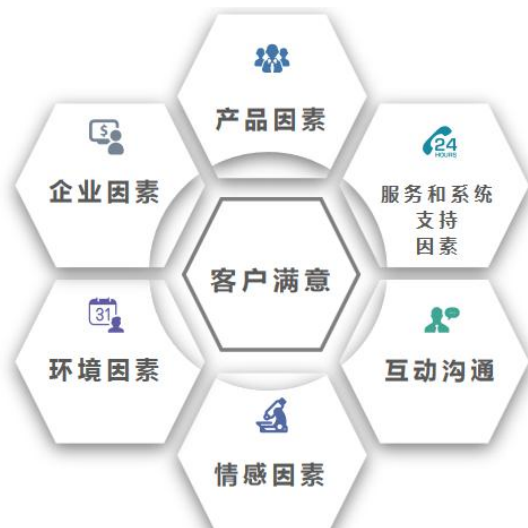 产品因素
企业因素
$
24
HOURS
服务和系统
支持
因素
客户满意
31
环境因素
互动沟通
情感因素